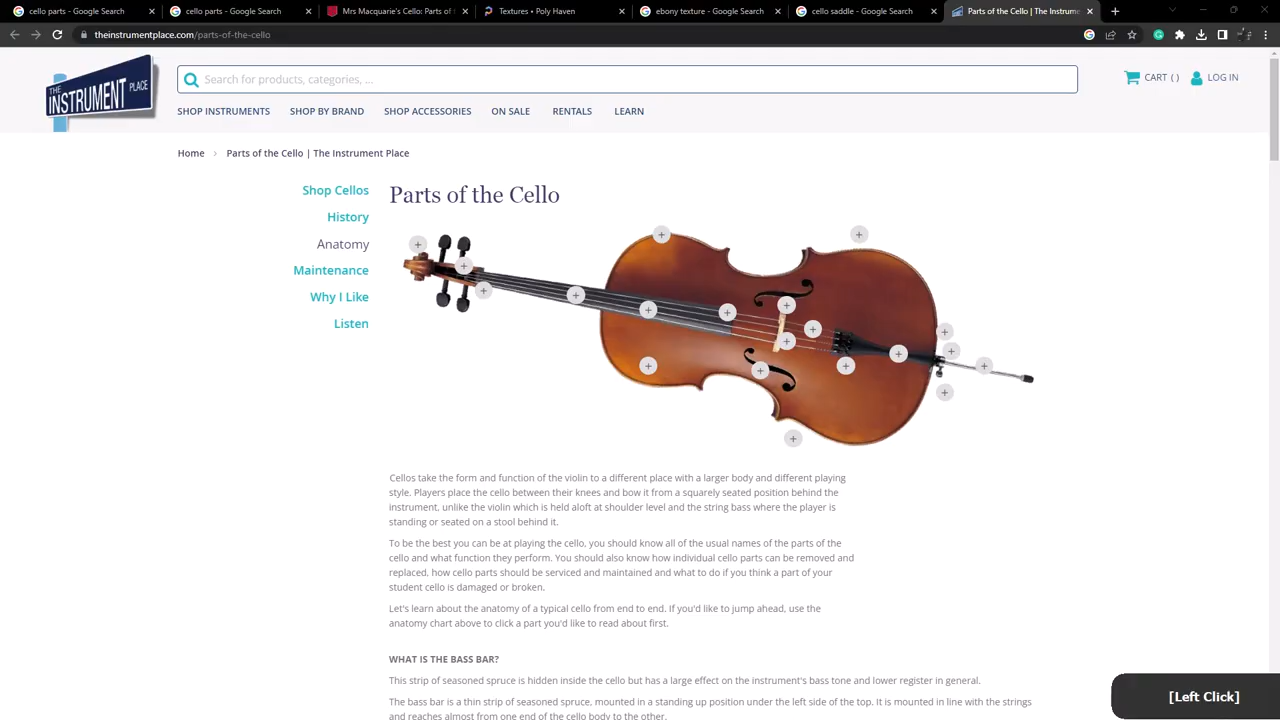 cello parts - Google Search
cello parts - Google Search
Mrs Macquarie's Cello: Parts of t
Textures • Poly Haven
ebony texture - Google Search
cello saddle - Google Search
Parts of the Cello | The Instrume
theinstrumentplace.com/parts-of-the-cello
THE INSTRUMENT PLACE
Search for products, categories, ...
CART ( )
LOG IN
SHOP INSTRUMENTS
SHOP BY BRAND
SHOP ACCESSORIES
ON SALE
RENTALS
LEARN
Home › Parts of the Cello | The Instrument Place
Shop Cellos
History
Anatomy
Maintenance
Why I Like
Listen
Parts of the Cello
Cellos take the form and function of the violin to a different place with a larger body and different playing
style. Players place the cello between their knees and bow it from a squarely seated position behind the
instrument, unlike the violin which is held aloft at shoulder level and the string bass where the player is
standing or seated on a stool behind it.
To be the best you can be at playing the cello, you should know all of the usual names of the parts of the
cello and what function they perform. You should also know how individual cello parts can be removed and
replaced, how cello parts should be serviced and maintained and what to do if you think a part of your
student cello is damaged or broken.
Let's learn about the anatomy of a typical cello from end to end. If you'd like to jump ahead, use the
anatomy chart above to click a part you'd like to read about first.
WHAT IS THE BASS BAR?
This strip of seasoned spruce is hidden inside the cello but has a large effect on the instrument's bass tone and lower register in general.
The bass bar is a thin strip of seasoned spruce, mounted in a standing up position under the left side of the top. It is mounted in line with the strings
and reaches almost from one end of the cello body to the other.
[Left Click]